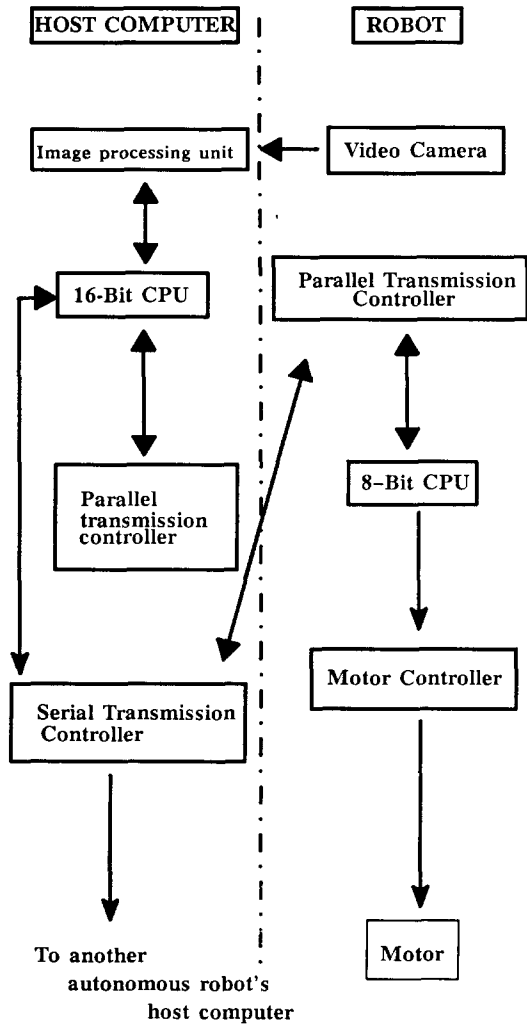 HOST COMPUTER
ROBOT
Image processing unit
Video Camera
16-Bit CPU
Parallel Transmission
Controller
Parallel
transmission
controller
8-Bit CPU
Serial Transmission
Controller
Motor Controller
To another
autonomous robot's
host computer
Motor